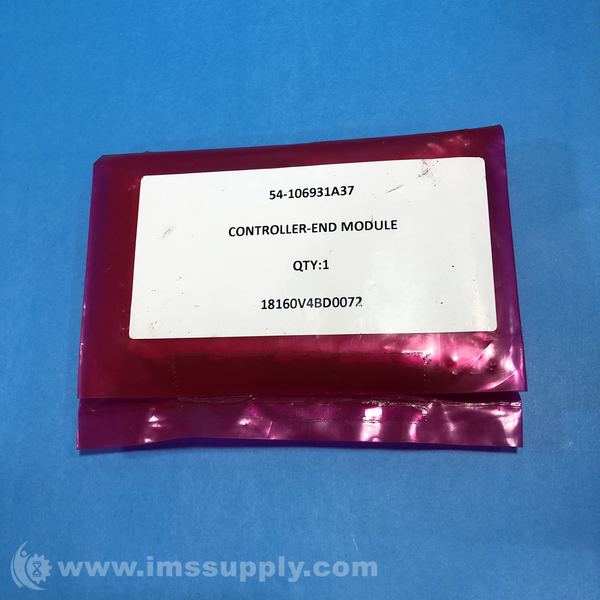 54-106931A37
CONTROLLER-END MODULE
QTY:1
18160V4BD0072
www.imssupply.com